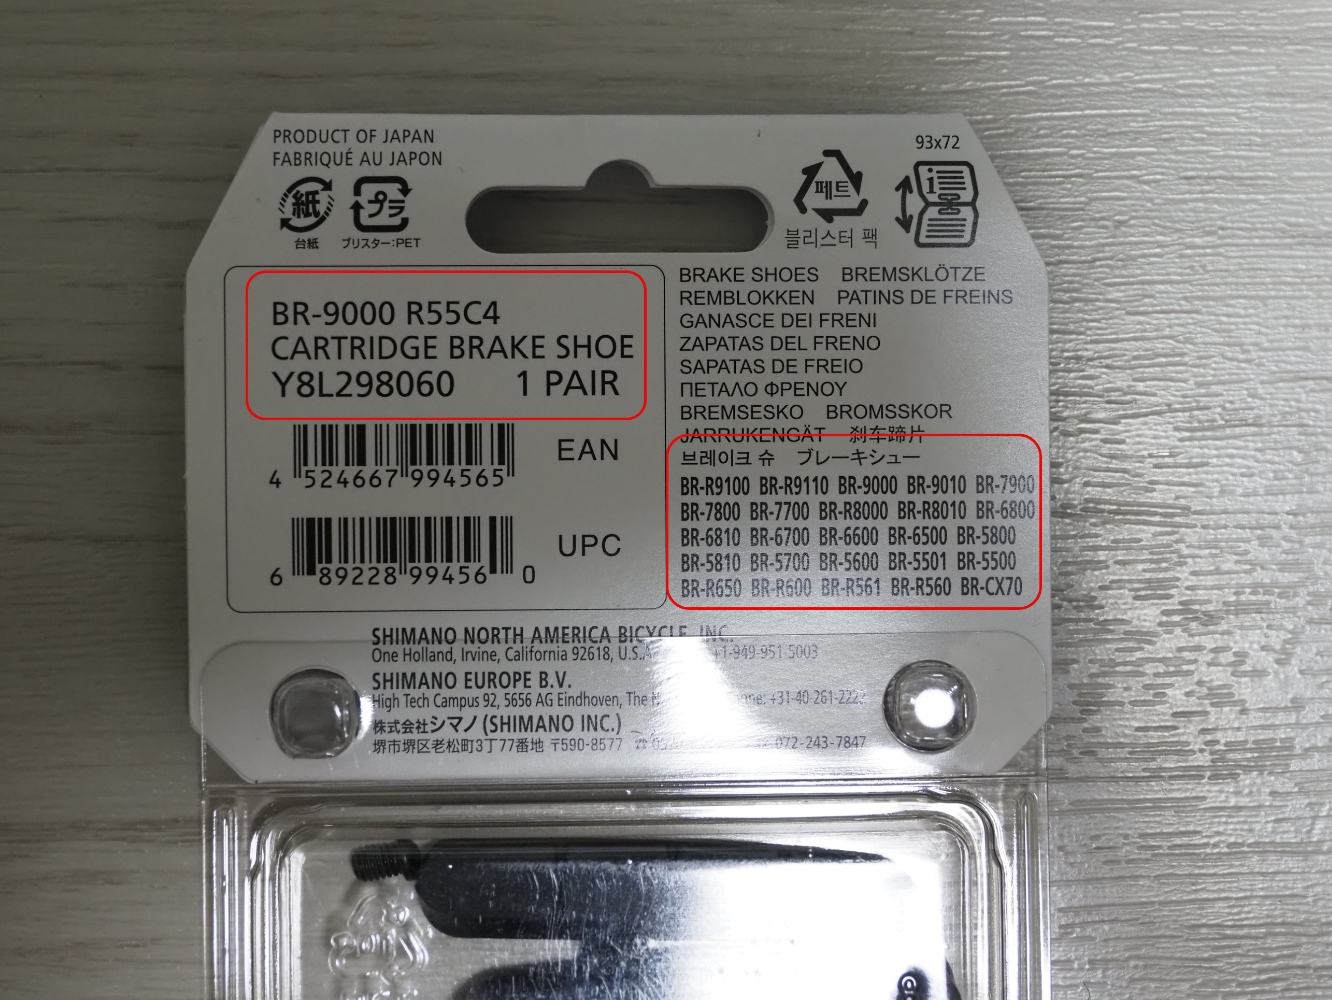 PRODUCT OF JAPAN
FABRIQUÉ AU JAPON
紙
台紙
プラ
ブリスター:PET
페트
블리스터 팩
93x72
i
BR-9000 R55C4
CARTRIDGE BRAKE SHOE
Y8L298060 1 PAIR
4 524667 994565
EAN
6 89228 99456 0
UPC
BRAKE SHOES BREMSKLÖTZE
REMBLOKKEN PATINS DE FREINS
GANASCE DEI FRENI
ZAPATAS DEL FRENO
SAPATAS DE FREIO
ΠΕΤΑΛΟ ΦΡΕΝΟΥ
BREMSESKO BROMSSKOR
JARRUKENGÄT 刹车蹄片
브레이크 슈 ブレーキシュー
BR-R9100 BR-R9110 BR-9000 BR-9010 BR-7900
BR-7800 BR-7700 BR-R8000 BR-R8010 BR-6800
BR-6810 BR-6700 BR-6600 BR-6500 BR-5800
BR-5810 BR-5700 BR-5600 BR-5501 BR-5500
BR-R650 BR-R600 BR-R561 BR-R560 BR-CX70
SHIMANO NORTH AMERICA BICYCLE, INC.
One Holland, Irvine, California 92618, U.S.A. +1-949-951-5003
SHIMANO EUROPE B.V.
High Tech Campus 92, 5656 AG Eindhoven, The +31-40-261-2222
株式会社シマノ (SHIMANO INC.)
堺市堺区老松町3丁77番地 〒590-8577 072-243-7847